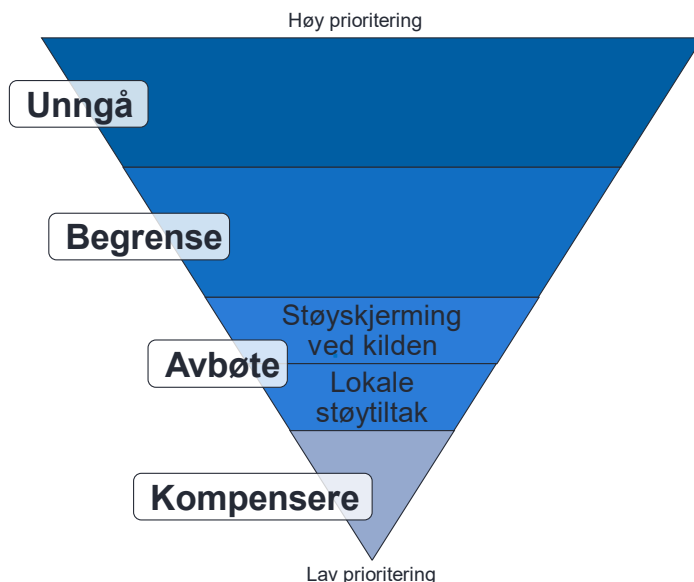 Høy prioritering
Unngå
Begrense
Støyskjerming
ved kilden
Avbøte
Lokale
støytiltak
Kompensere
Lav prioritering